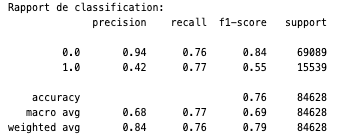 Rapport de classification:
precision recall f1-score support
0.0 0.94 0.76 0.84 69089
1.0 0.42 0.77 0.55 15539
accuracy 0.76 84628
macro avg 0.68 0.77 0.69 84628
weighted avg 0.84 0.76 0.79 84628